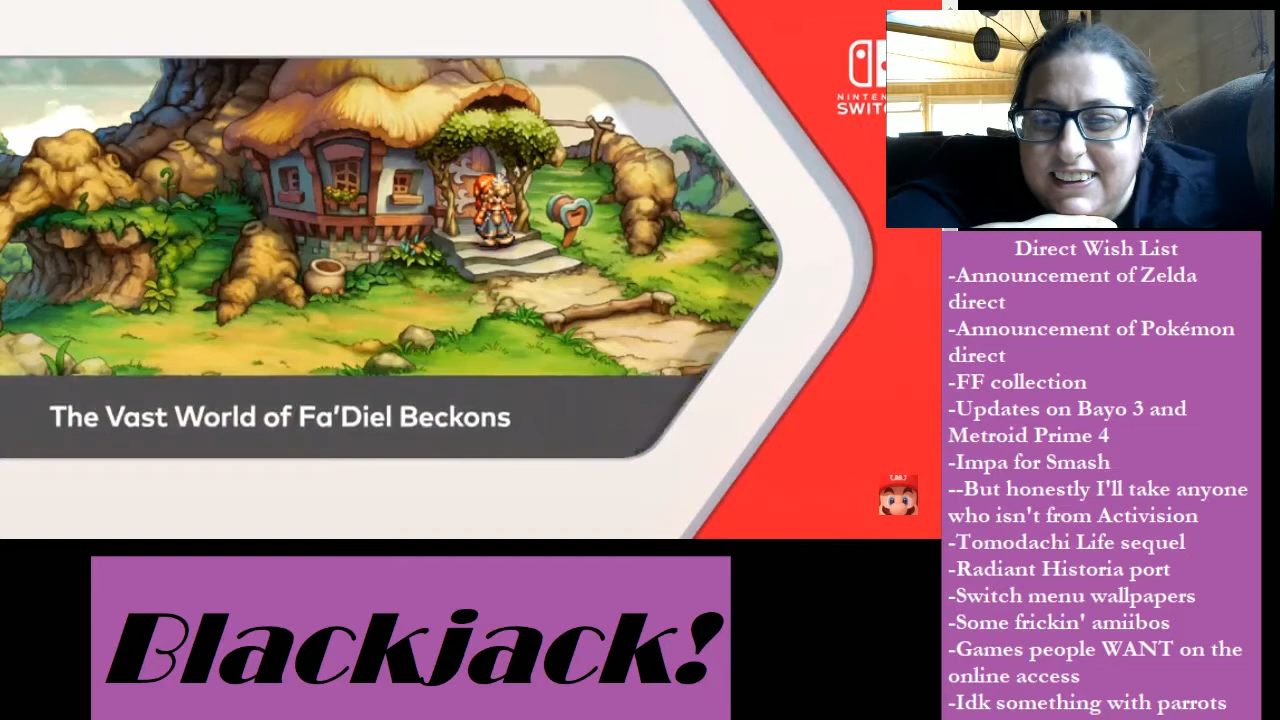 NINTEN
SWITC
The Vast World of Fa'Diel Beckons
Blackjack!
Direct Wish List
-Announcement of Zelda
direct
-Announcement of Pokémon
direct
-FF collection
-Updates on Bayo 3 and
Metroid Prime 4
-Impa for Smash
--But honestly I'll take anyone
who isn't from Activision
-Tomodachi Life sequel
-Radiant Historia port
-Switch menu wallpapers
-Some frickin' amiibos
-Games people WANT on the
online access
-Idk something with parrots